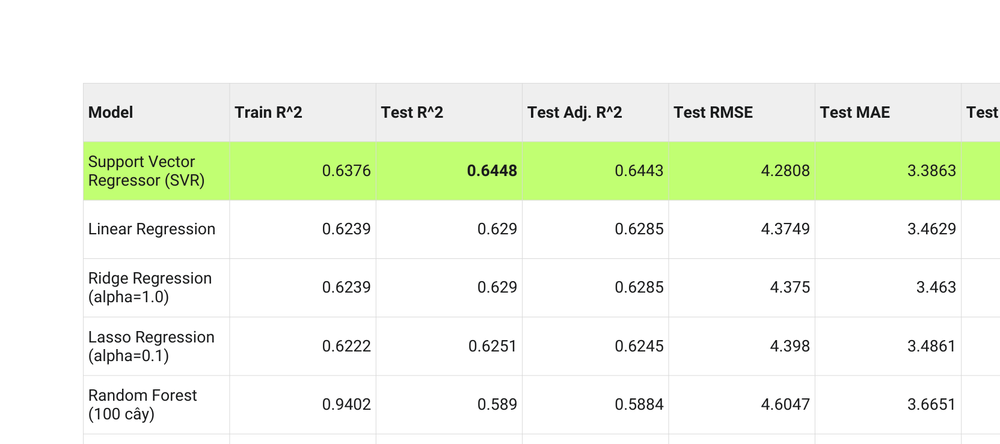 Model Train R^2 Test R^2 Test Adj. R^2 Test RMSE Test MAE Test
Support Vector
Regressor (SVR) 0.6376 0.6448 0.6443 4.2808 3.3863
Linear Regression 0.6239 0.629 0.6285 4.3749 3.4629
Ridge Regression
(alpha=1.0) 0.6239 0.629 0.6285 4.375 3.463
Lasso Regression
(alpha=0.1) 0.6222 0.6251 0.6245 4.398 3.4861
Random Forest
(100 cây) 0.9402 0.589 0.5884 4.6047 3.6651